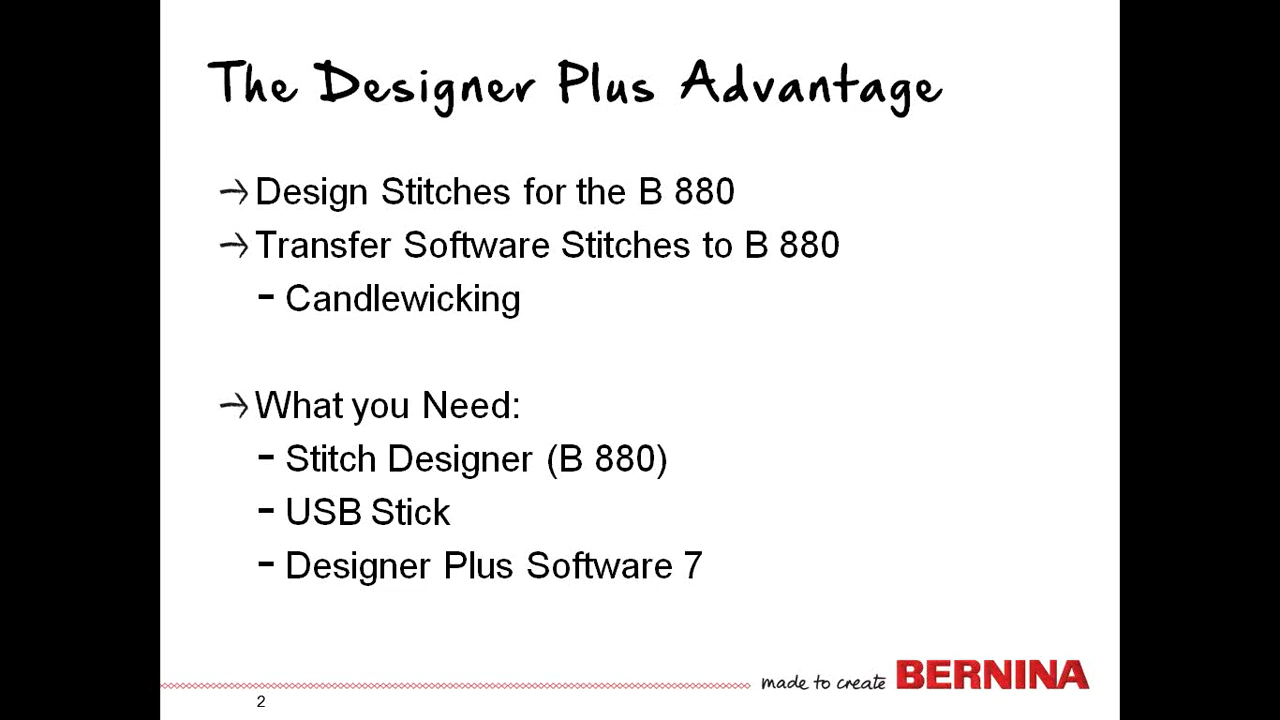 The Designer Plus Advantage
→Design Stitches for the B 880
→Transfer Software Stitches to B 880
- Candlewicking
→What you Need:
- Stitch Designer (B 880)
- USB Stick
- Designer Plus Software 7
made to create BERNINA
2